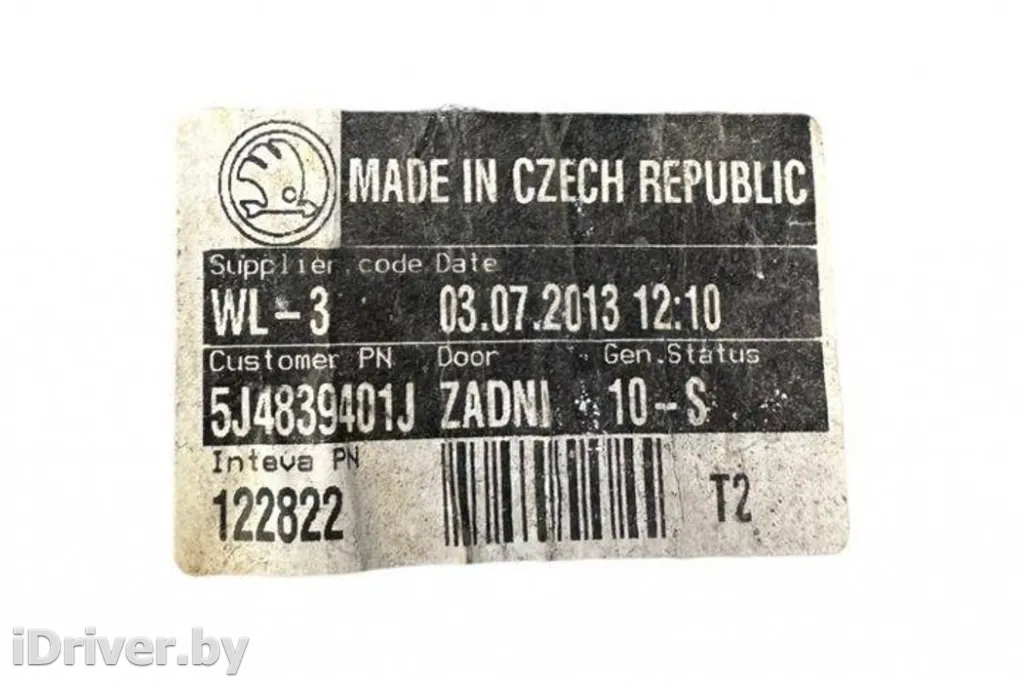 MADE IN CZECH REPUBLIC
Supplier code Date
WL-3 03.07.2013 12:10
Customer PN Door Gen.Status
5J4839401J ZADNI 10-S
Inteva PN
122822 T2
iDriver.by